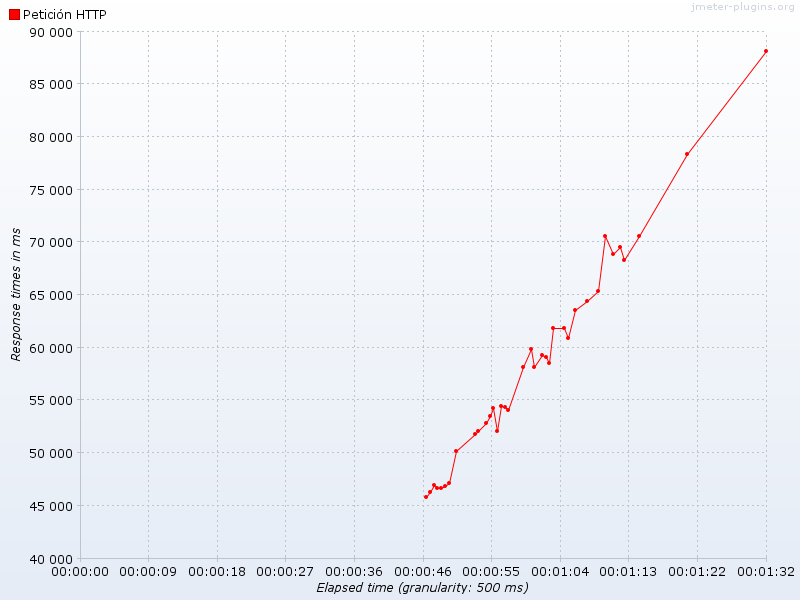 jmeter-plugins.org
Petición HTTP
90 000
85 000
80 000
75 000
70 000
65 000
60 000
55 000
50 000
45 000
40 000
Response times in ms
00:00:00 00:00:09 00:00:18 00:00:27 00:00:36 00:00:46 00:00:55 00:01:04 00:01:13 00:01:22 00:01:32
Elapsed time (granularity: 500 ms)